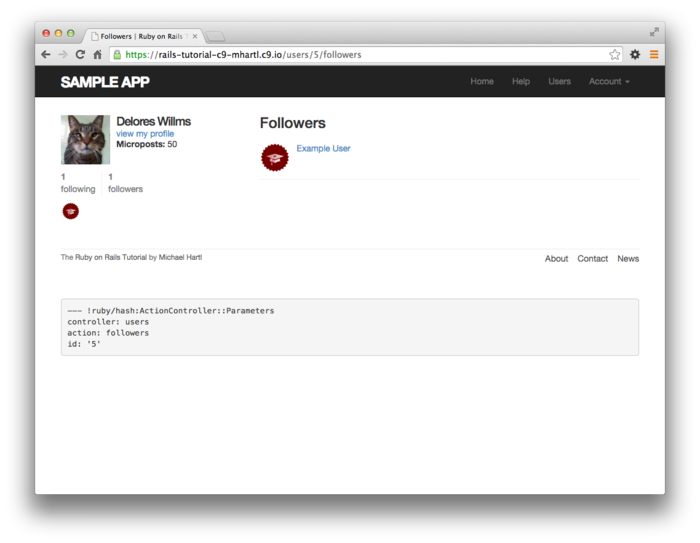 Followers | Ruby on Rails T
https://rails-tutorial-c9-mhartl.c9.io/users/5/followers
SAMPLE APP
Home Help Users Account
Delores Willms
view my profile
Microposts: 50
1 1
following followers
Followers
Example User
The Ruby on Rails Tutorial by Michael Hartl
About Contact News
--- !ruby/hash:ActionController::Parameters
controller: users
action: followers
id: '5'